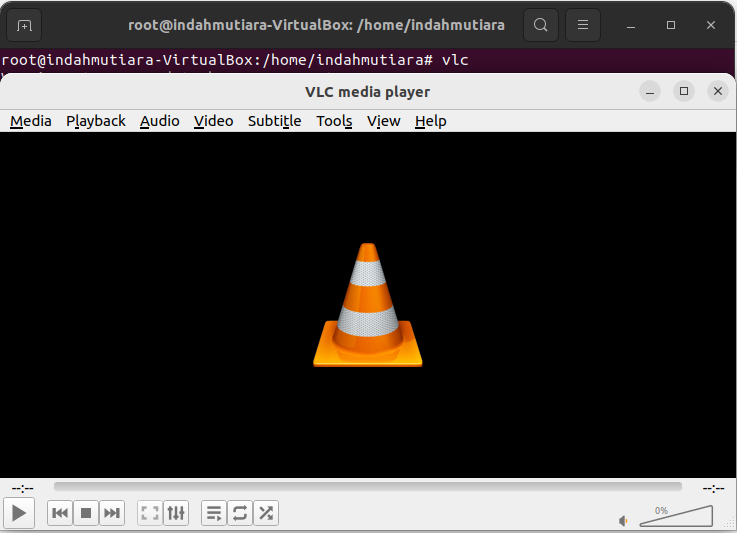 root@indahmutiara-VirtualBox: /home/indahmutiara
root@indahmutiara-VirtualBox:/home/indahmutiara# vlc
VLC media player
Media Playback Audio Video Subtitle Tools View Help
--:-- --:--
0%